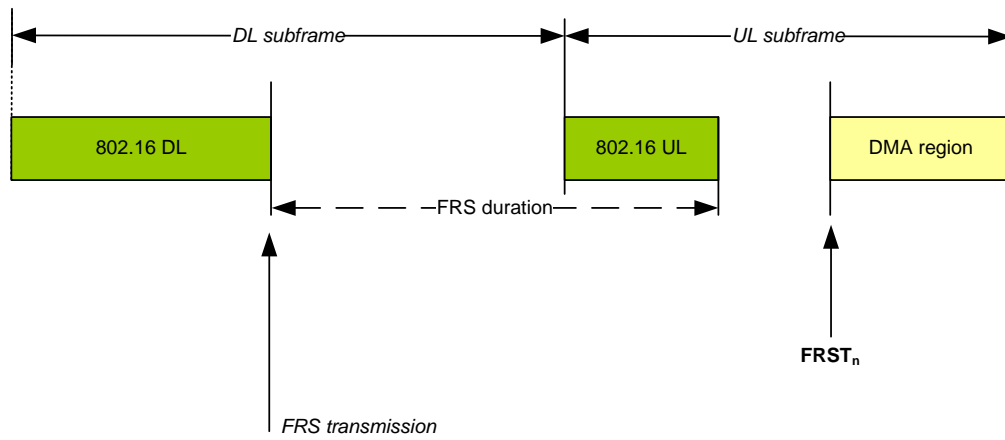 DL subframe
UL subframe
802.16 DL
802.16 UL
DMA region
FRS duration
FRSTn
FRS transmission